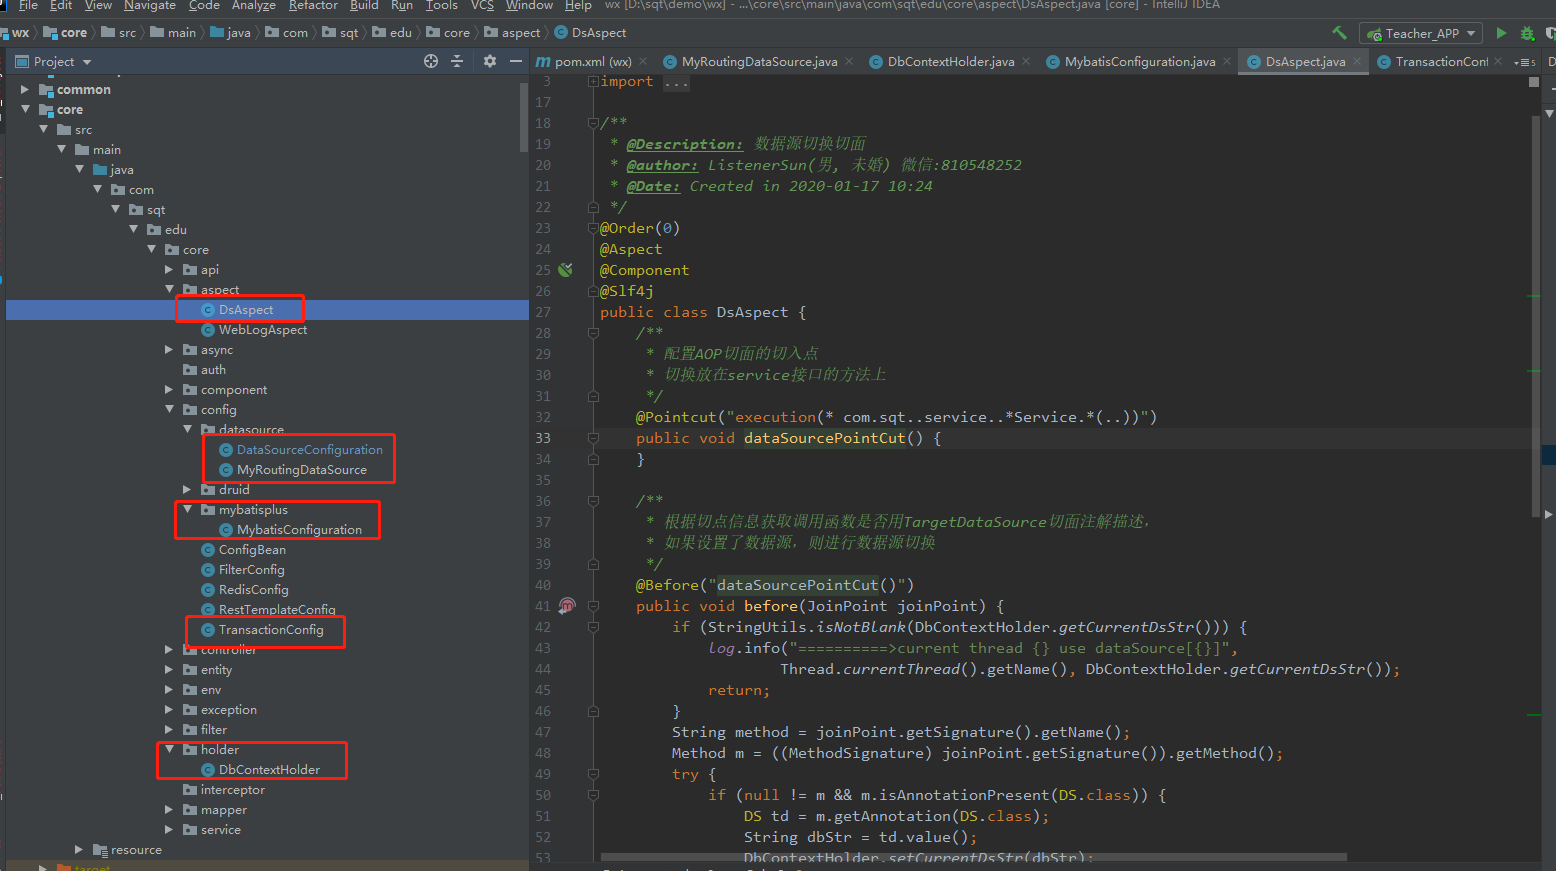 File Edit View Navigate Code Analyze Refactor Build Run Tools VCS Window Help wx [D:\sqt\demo\wx] - ...\core\src\main\java\com\sqt\edu\core\aspect\DsAspect.java [core] - IntelliJ IDEA
wx core src main java com sqt edu core aspect DsAspect Teacher_APP
Project
pom.xml (wx) MyRoutingDataSource.java DbContextHolder.java MybatisConfiguration.java DsAspect.java TransactionConf
common
core
src
main
java
com
sqt
edu
core
api
aspect
DsAspect
WebLogAspect
async
auth
component
config
datasource
DataSourceConfiguration
MyRoutingDataSource
druid
mybatisplus
MybatisConfiguration
ConfigBean
FilterConfig
RedisConfig
RestTemplateConfig
TransactionConfig
controller
entity
env
exception
filter
holder
DbContextHolder
interceptor
mapper
service
resource
target
3 import ...
17
18 /**
19 * @Description: 数据源切换切面
20 * @author: ListenerSun(男, 未婚) 微信:810548252
21 * @Date: Created in 2020-01-17 10:24
22 */
23 @Order(0)
24 @Aspect
25 @Component
26 @Slf4j
27 public class DsAspect {
28 /**
29 * 配置AOP切面的切入点
30 * 切换放在service接口的方法上
31 */
32 @Pointcut("execution(* com.sqt..service..*Service.*(..))")
33 public void dataSourcePointCut() {
34 }
35
36 /**
37 * 根据切点信息获取调用函数是否用TargetDataSource切面注解描述，
38 * 如果设置了数据源，则进行数据源切换
39 */
40 @Before("dataSourcePointCut()")
41 public void before(JoinPoint joinPoint) {
42 if (StringUtils.isNotBlank(DbContextHolder.getCurrentDsStr())) {
43 log.info("==========>current thread {} use dataSource[{}]",
44 Thread.currentThread().getName(), DbContextHolder.getCurrentDsStr());
45 return;
46 }
47 String method = joinPoint.getSignature().getName();
48 Method m = ((MethodSignature) joinPoint.getSignature()).getMethod();
49 try {
50 if (null != m && m.isAnnotationPresent(DS.class)) {
51 DS td = m.getAnnotation(DS.class);
52 String dbStr = td.value();
53 DbContextHolder.setCurrentDsStr(dbStr);